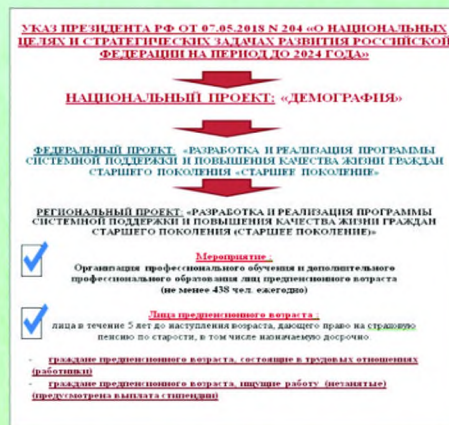 УКАЗ ПРЕЗИДЕНТА РФ ОТ 07.05.2018 N 204 «О НАЦИОНАЛЬНЫХ
ЦЕЛЯХ И СТРАТЕГИЧЕСКИХ ЗАДАЧАХ РАЗВИТИЯ РОССИЙСКОЙ
ФЕДЕРАЦИИ НА ПЕРИОД ДО 2024 ГОДА»
НАЦИОНАЛЬНЫЙ ПРОЕКТ: «ДЕМОГРАФИЯ»
ФЕДЕРАЛЬНЫЙ ПРОЕКТ: «РАЗРАБОТКА И РЕАЛИЗАЦИЯ ПРОГРАММЫ
СИСТЕМНОЙ ПОДДЕРЖКИ И ПОВЫШЕНИЯ КАЧЕСТВА ЖИЗНИ ГРАЖДАН
СТАРШЕГО ПОКОЛЕНИЯ «СТАРШЕЕ ПОКОЛЕНИЕ»
РЕГИОНАЛЬНЫЙ ПРОЕКТ: «РАЗРАБОТКА И РЕАЛИЗАЦИЯ ПРОГРАММЫ
СИСТЕМНОЙ ПОДДЕРЖКИ И ПОВЫШЕНИЯ КАЧЕСТВА ЖИЗНИ ГРАЖДАН
СТАРШЕГО ПОКОЛЕНИЯ (СТАРШЕЕ ПОКОЛЕНИЕ)»
Мероприятие :
Организация профессионального обучения и дополнительного
профессионального образования лиц предпенсионного возраста
(не менее 438 чел. ежегодно)
Лица предпенсионного возраста :
лица в течение 5 лет до наступления возраста, дающего право на страховую
пенсию по старости, в том числе назначаемую досрочно
- граждане предпенсионного возраста, состоящие в трудовых отношениях
(работники)
- граждане предпенсионного возраста, ищущие работу (незанятые)
(предусмотрена выплата стипендии)